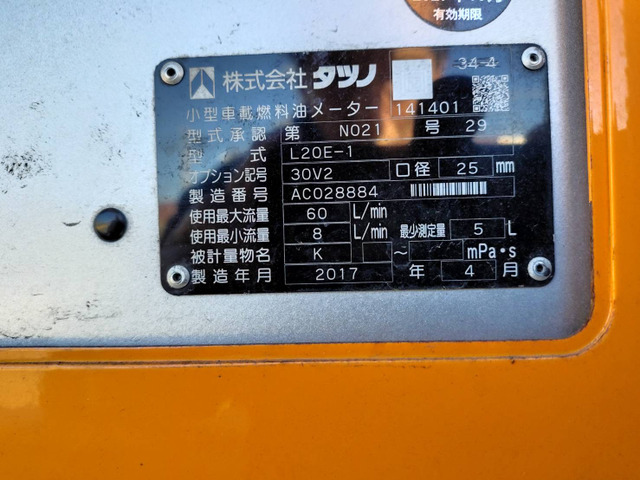 有効期限
株式会社 タツノ 34-4
小型車載燃料油メーター 141401
型式承認 第 N021 号 29
型式 L20E-1
オプション記号 30V2 口径 25 mm
製造番号 AC028884
使用最大流量 60 L/min
使用最小流量 8 L/min 最少測定量 5 L
被計量物名 K ~ mPa・s
製造年月 2017 年 4 月